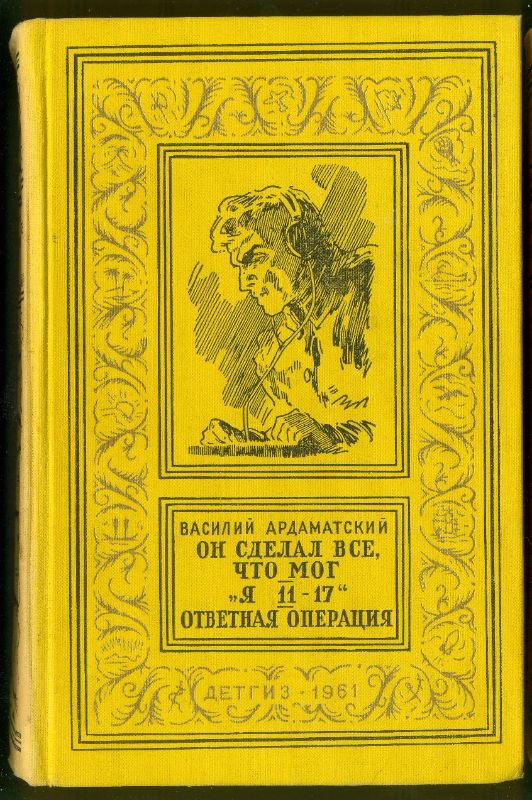 ВАСИЛИЙ АРДАМАТСКИЙ
ОН СДЕЛАЛ ВСЕ,
ЧТО МОГ
„Я 11-17“
ОТВЕТНАЯ ОПЕРАЦИЯ
ДЕТГИЗ · 1961